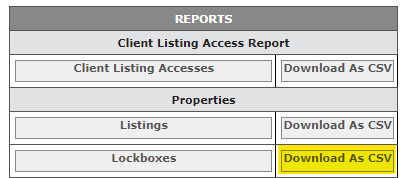 REPORTS
Client Listing Access Report
Client Listing Accesses Download As CSV
Properties
Listings Download As CSV
Lockboxes Download As CSV